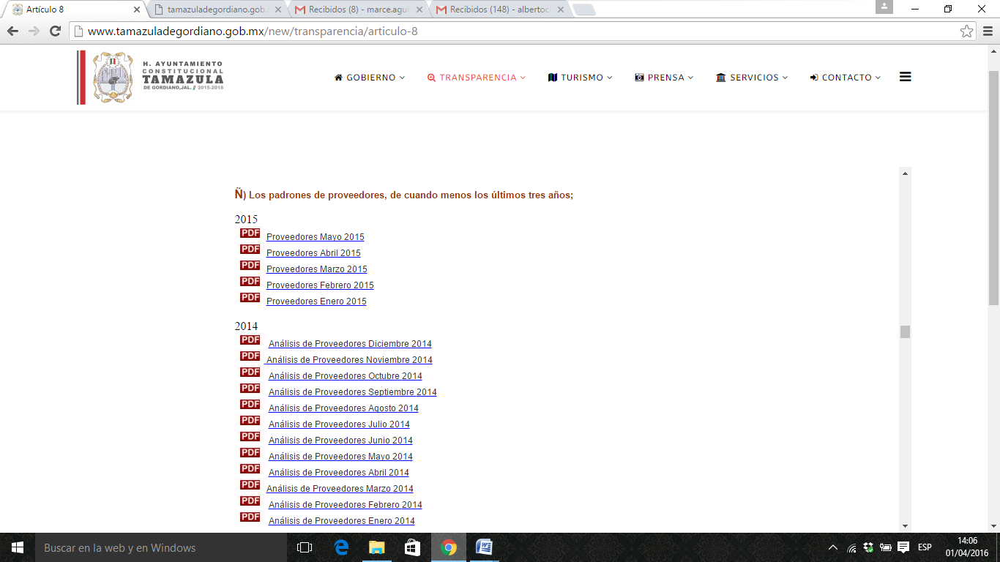 Artículo 8
tamazuladegordiano.gob.
Recibidos (8) - marce.agui
Recibidos (148) - albertoc
www.tamazuladegordiano.gob.mx/new/transparencia/articulo-8
H. AYUNTAMIENTO
CONSTITUCIONAL
TAMAZULA
DE GORDIANO,JAL. // 2015-2018
GOBIERNO
TRANSPARENCIA
TURISMO
PRENSA
SERVICIOS
CONTACTO
Ñ) Los padrones de proveedores, de cuando menos los últimos tres años;
2015
PDF Proveedores Mayo 2015
PDF Proveedores Abril 2015
PDF Proveedores Marzo 2015
PDF Proveedores Febrero 2015
PDF Proveedores Enero 2015
2014
PDF Análisis de Proveedores Diciembre 2014
PDF Análisis de Proveedores Noviembre 2014
PDF Análisis de Proveedores Octubre 2014
PDF Análisis de Proveedores Septiembre 2014
PDF Análisis de Proveedores Agosto 2014
PDF Análisis de Proveedores Julio 2014
PDF Análisis de Proveedores Junio 2014
PDF Análisis de Proveedores Mayo 2014
PDF Análisis de Proveedores Abril 2014
PDF Análisis de Proveedores Marzo 2014
PDF Análisis de Proveedores Febrero 2014
PDF Análisis de Proveedores Enero 2014
Buscar en la web y en Windows
ESP
14:06
01/04/2016